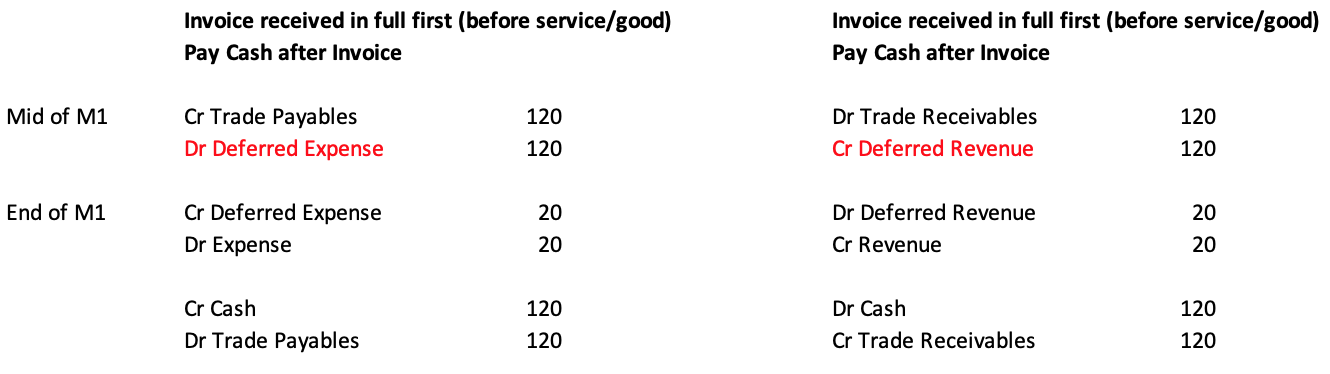 Invoice received in full first (before service/good) Invoice received in full first (before service/good)
Pay Cash after Invoice Pay Cash after Invoice
Mid of M1 Cr Trade Payables 120 Dr Trade Receivables 120
Dr Deferred Expense 120 Cr Deferred Revenue 120
End of M1 Cr Deferred Expense 20 Dr Deferred Revenue 20
Dr Expense 20 Cr Revenue 20
Cr Cash 120 Dr Cash 120
Dr Trade Payables 120 Cr Trade Receivables 120